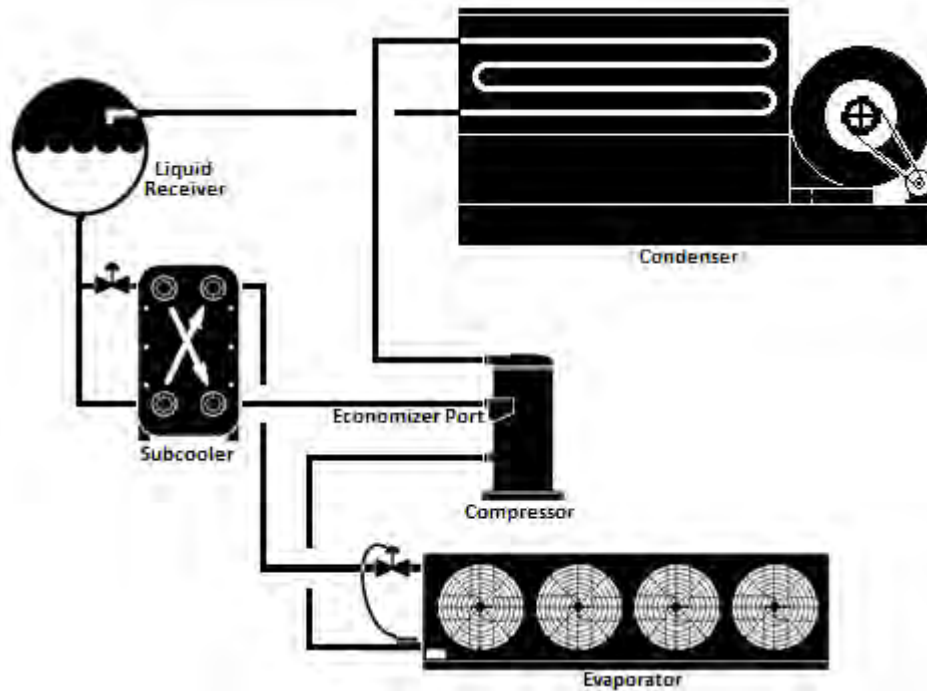 Liquid
Receiver
Condenser
Economizer Port
Subcooler
Compressor
Evaporator